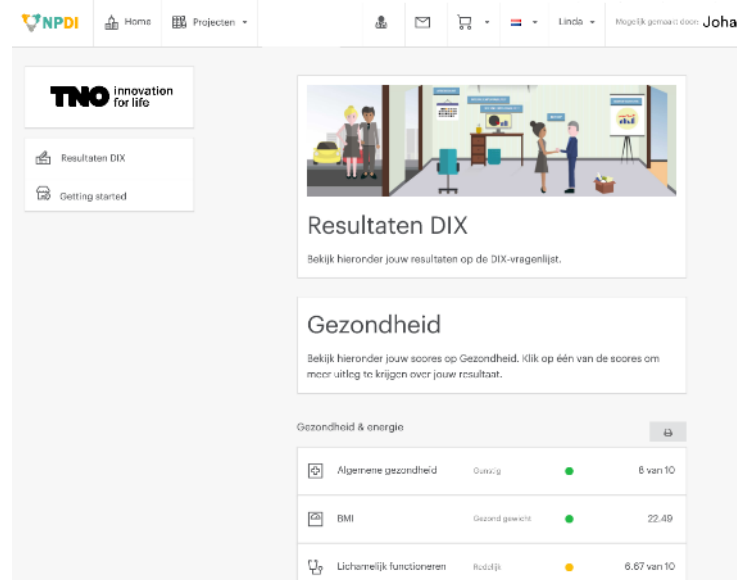 NPDI
Home
Projecten
Linda
Mogelijk gemaakt door:
Joha
TNO innovation
for life
Resultaten DIX
Getting started
Resultaten DIX
Bekijk hieronder jouw resultaten op de DIX-vragenlijst.
Gezondheid
Bekijk hieronder jouw scores op Gezondheid. Klik op één van de scores om
meer uitleg te krijgen over jouw resultaat.
Gezondheid & energie
Algemene gezondheid Gunstig 8 van 10
BMI Gezond gewicht 22.49
Lichamelijk functioneren Redelijk 6.67 van 10